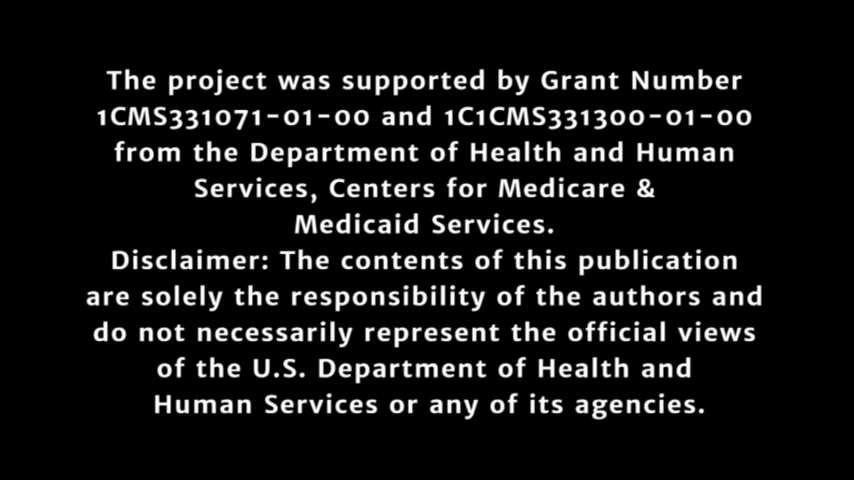 The project was supported by Grant Number
1CMS331071-01-00 and 1C1CMS331300-01-00
from the Department of Health and Human
Services, Centers for Medicare &
Medicaid Services.
Disclaimer: The contents of this publication
are solely the responsibility of the authors and
do not necessarily represent the official views
of the U.S. Department of Health and
Human Services or any of its agencies.